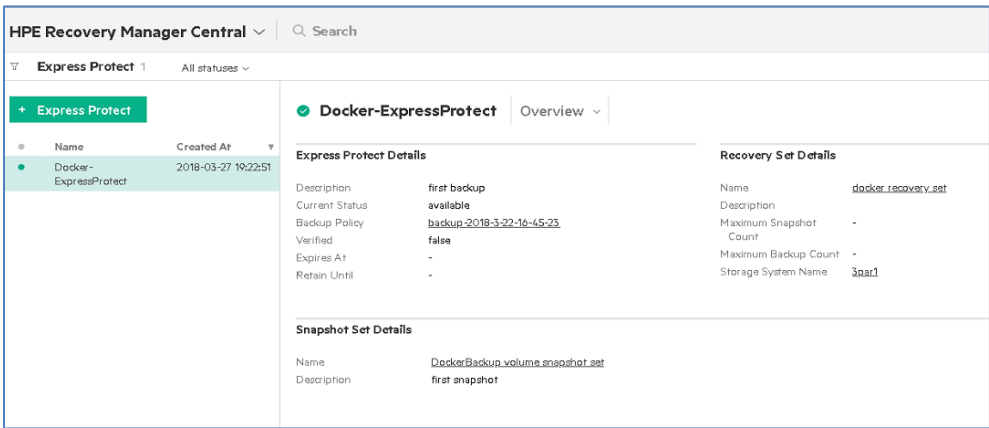 HPE Recovery Manager Central Search
Express Protect 1 All statuses
+ Express Protect
Name Created At
Docker-ExpressProtect 2018-03-27 19:22:51
Docker-ExpressProtect Overview
Express Protect Details
Description first backup
Current Status available
Backup Policy backup-2018-3-22-16-45-23
Verified false
Expires At -
Retain Until -
Recovery Set Details
Name docker recovery set
Description
Maximum Snapshot Count -
Maximum Backup Count -
Storage System Name 3par1
Snapshot Set Details
Name DockerBackup volume snapshot set
Description first snapshot